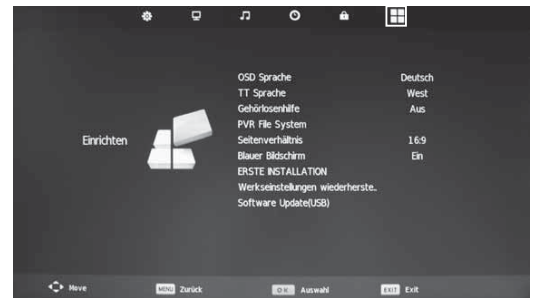 OSD Sprache Deutsch
TT Sprache West
Gehörlosenhilfe Aus
PVR File System
Einrichten
Seitenverhältnis 16:9
Blauer Bildschirm Ein
ERSTE INSTALLATION
Werkseinstellungen wiederherste..
Software Update(USB)
Move MENU Zurück OK Auswahl EXIT Exit